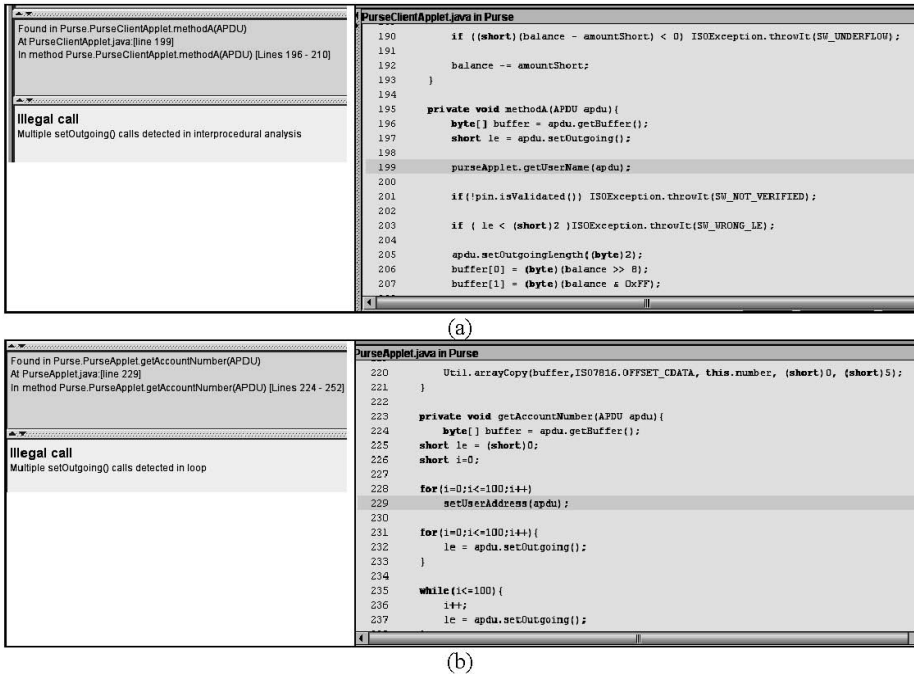 Found in Purse.PurseClientApplet.methodA(APDU)
At PurseClientApplet.java:[line 199]
In method Purse.PurseClientApplet.methodA(APDU) [Lines 196 - 210]
Illegal call
Multiple setOutgoing() calls detected in interprocedural analysis
PurseClientApplet.java in Purse
190 if ((short)(balance - amountShort) < 0) ISOException.throwIt(SW_UNDERFLOW);
191
192 balance -= amountShort;
193 }
194
195 private void methodA(APDU apdu){
196 byte[] buffer = apdu.getBuffer();
197 short le = apdu.setOutgoing();
198
199 purseApplet.getUserName(apdu);
200
201 if(!pin.isValidated()) ISOException.throwIt(SW_NOT_VERIFIED);
202
203 if ( le < (short)2 )ISOException.throwIt(SW_WRONG_LE);
204
205 apdu.setOutgoingLength((byte)2);
206 buffer[0] = (byte)(balance >> 8);
207 buffer[1] = (byte)(balance & 0xFF);
(a)
Found in Purse.PurseApplet.getAccountNumber(APDU)
At PurseApplet.java:[line 229]
In method Purse.PurseApplet.getAccountNumber(APDU) [Lines 224 - 252]
Illegal call
Multiple setOutgoing() calls detected in loop
PurseApplet.java in Purse
220 Util.arrayCopy(buffer,ISO7816.OFFSET_CDATA, this.number, (short)0, (short)5);
221 }
222
223 private void getAccountNumber(APDU apdu){
224 byte[] buffer = apdu.getBuffer();
225 short le = (short)0;
226 short i=0;
227
228 for(i=0;i<=100;i++)
229 setUserAddress(apdu);
230
231 for(i=0;i<=100;i++){
232 le = apdu.setOutgoing();
233 }
234
235 while(i<=100){
236 i++;
237 le = apdu.setOutgoing();
(b)